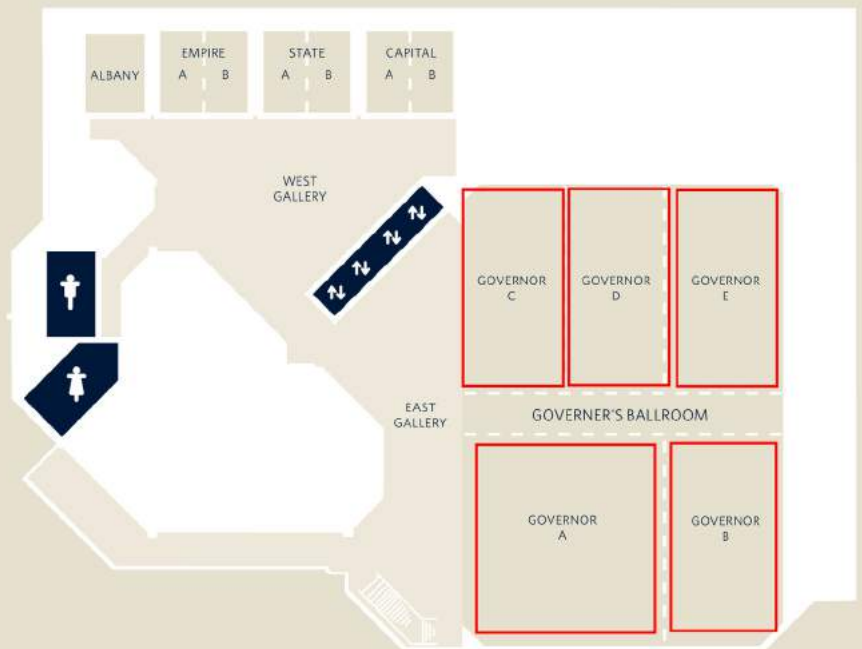 ALBANY
EMPIRE
A B
STATE
A B
CAPITAL
A B
WEST
GALLERY
GOVERNOR
C
GOVERNOR
D
GOVERNOR
E
EAST
GALLERY
GOVERNER'S BALLROOM
GOVERNOR
A
GOVERNOR
B